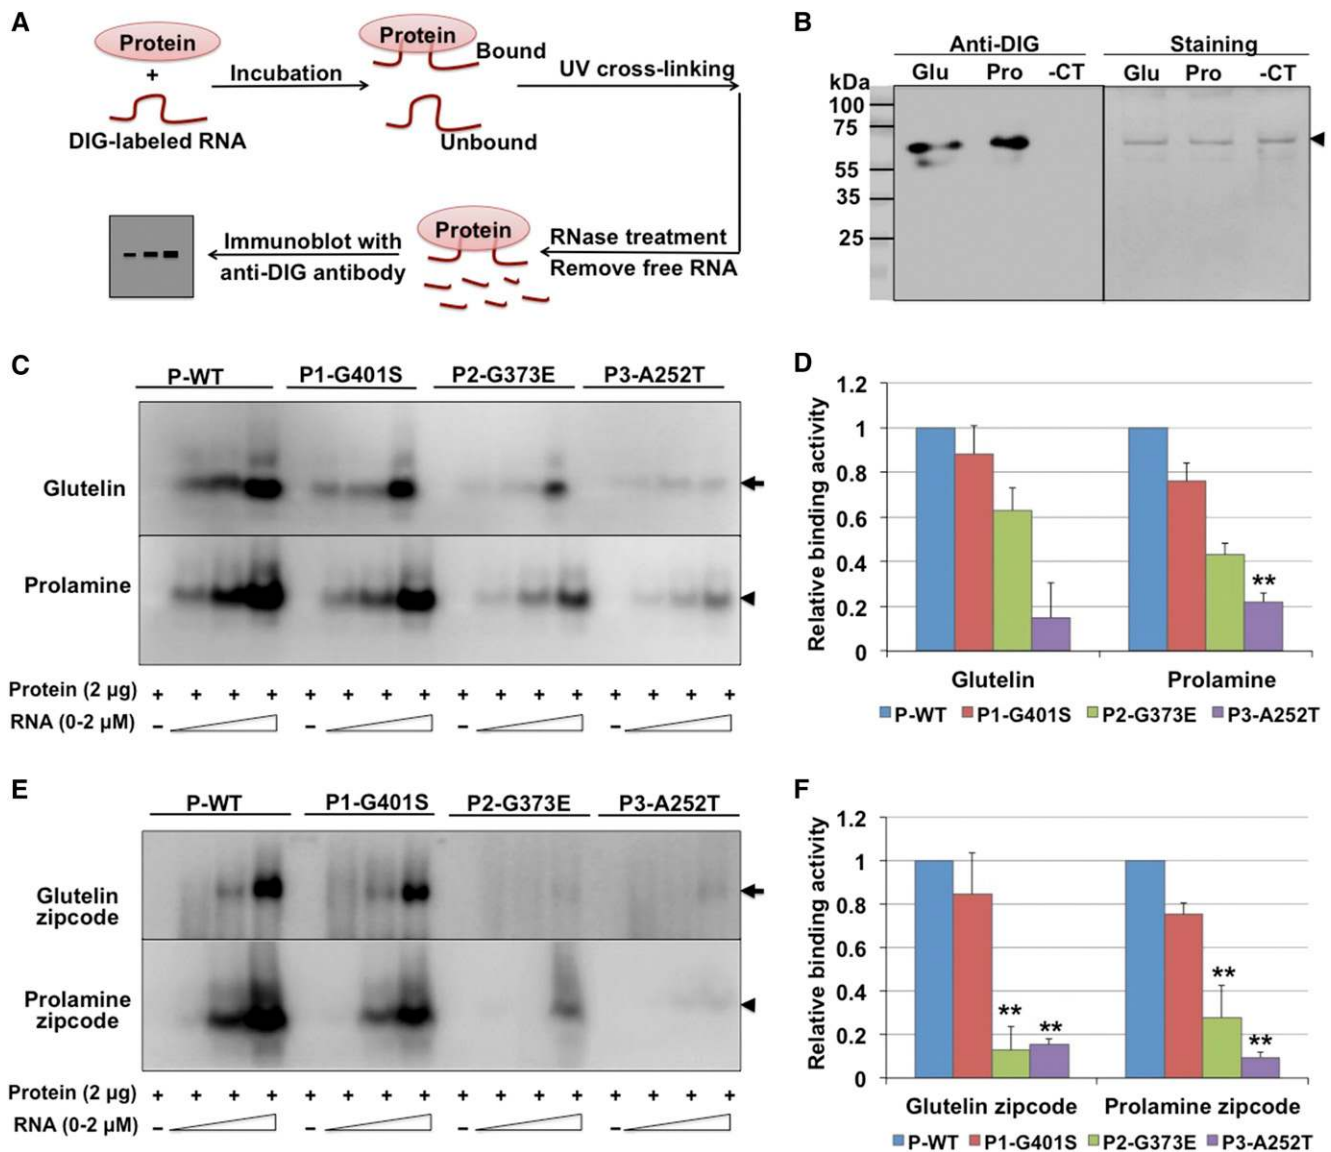 A
Protein
+
DIG-labeled RNA
Incubation
Protein
Bound
Unbound
UV cross-linking
RNase treatment
Remove free RNA
Protein
Immunoblot with
anti-DIG antibody
B
Anti-DIG Staining
kDa Glu Pro -CT Glu Pro -CT
100
75
55
35
25
C
P-WT P1-G401S P2-G373E P3-A252T
Glutelin
Prolamine
Protein (2 µg) + + + + + + + + + + + + + + + +
RNA (0-2 µM) – – – –
D
Relative binding activity
1.2
1
0.8
0.6
0.4
0.2
0
**
Glutelin Prolamine
P-WT P1-G401S P2-G373E P3-A252T
E
P-WT P1-G401S P2-G373E P3-A252T
Glutelin
zipcode
Prolamine
zipcode
Protein (2 µg) + + + + + + + + + + + + + + + +
RNA (0-2 µM) – – – –
F
Relative binding activity
1.2
1
0.8
0.6
0.4
0.2
0
** ** ** **
Glutelin zipcode Prolamine zipcode
P-WT P1-G401S P2-G373E P3-A252T